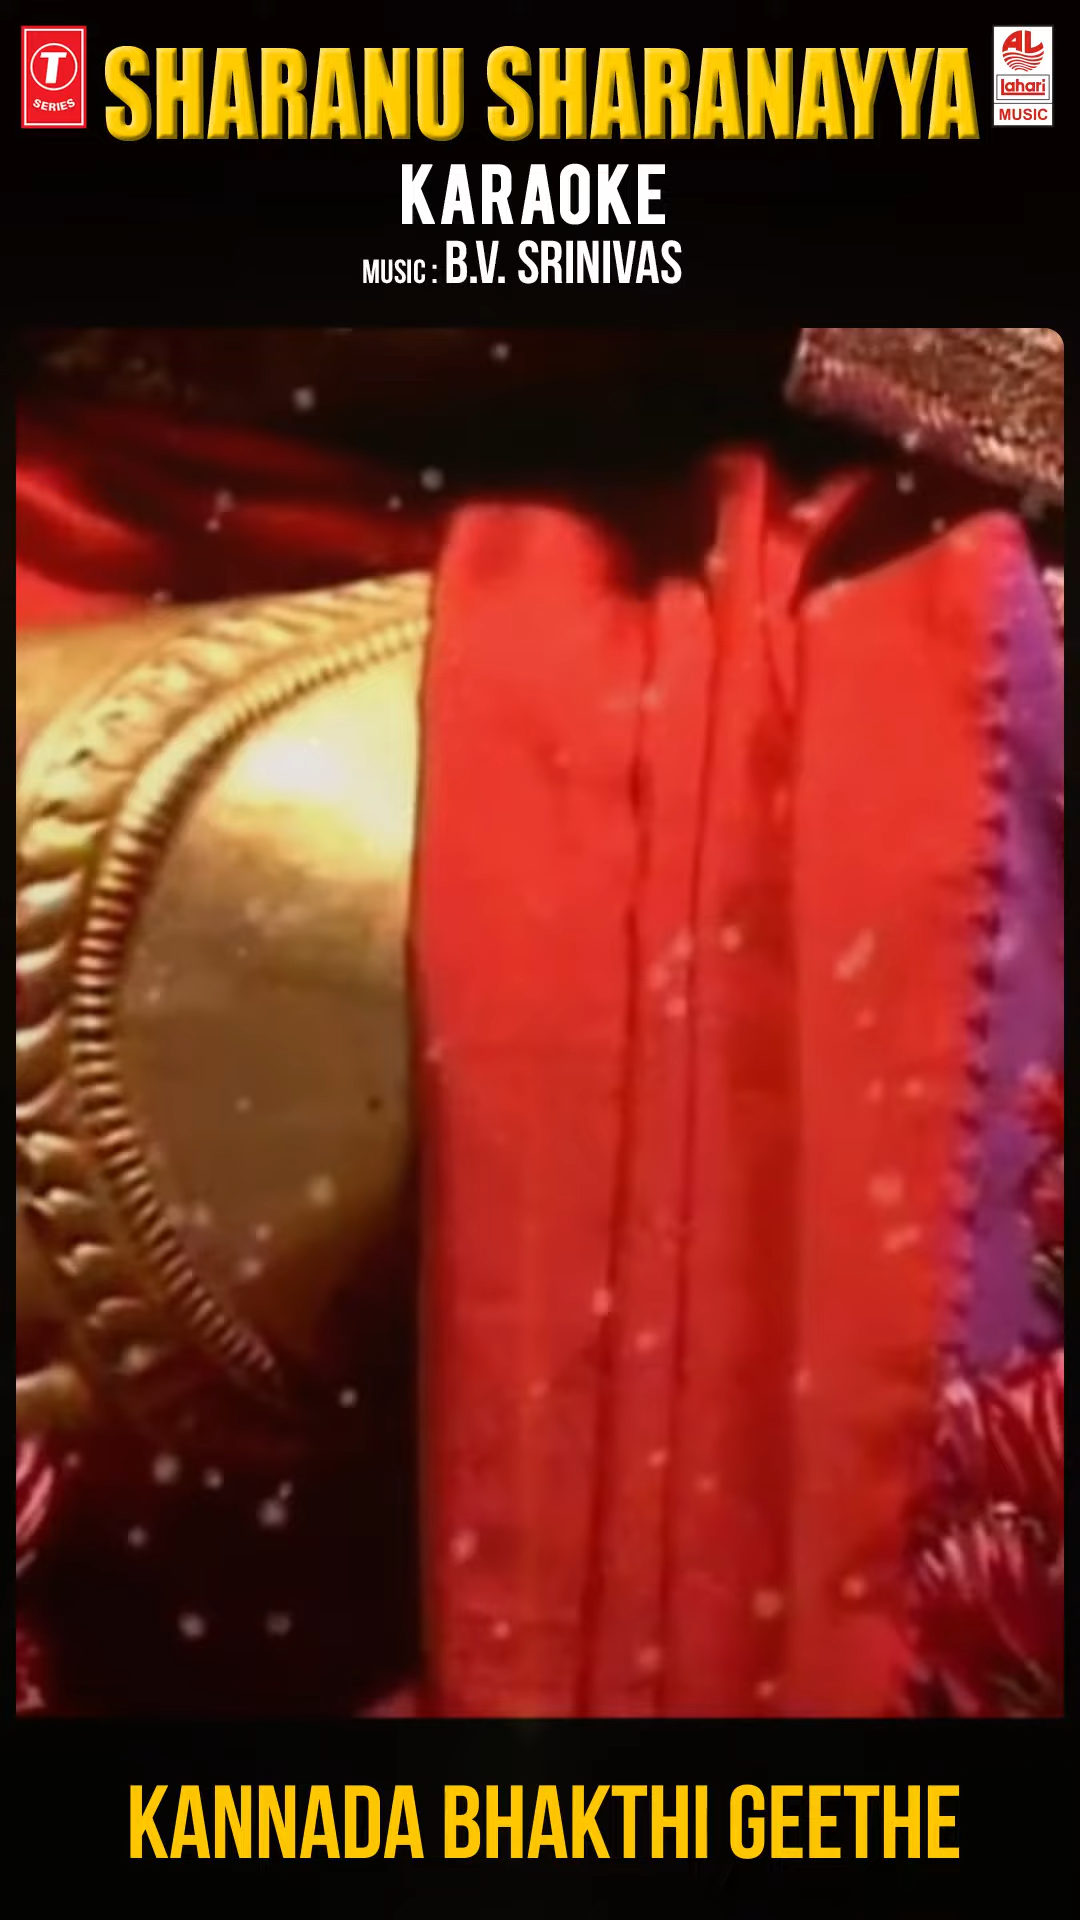 T
SERIES
SHARANU SHARANAYYA
lahari
MUSIC
KARAOKE
MUSIC : B.V. SRINIVAS
KANNADA BHAKTHI GEETHE